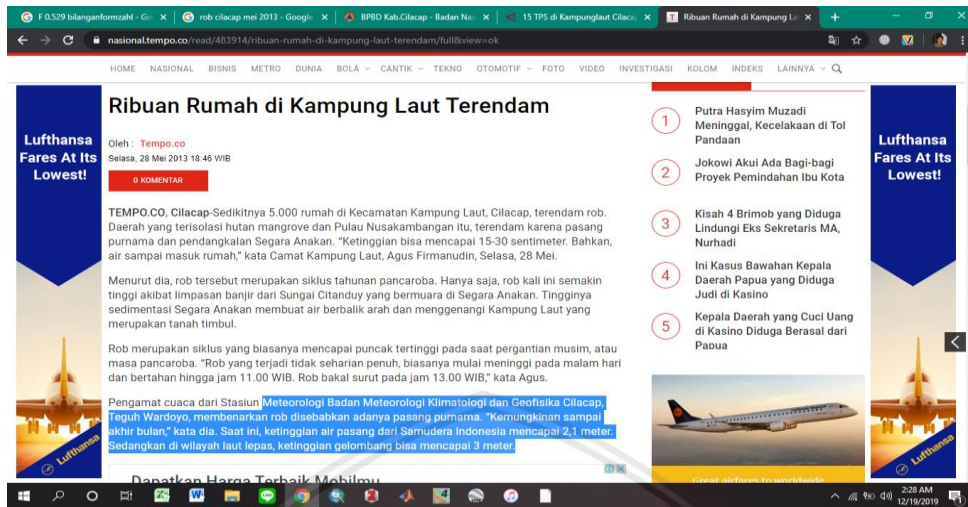 F 0.529 bilanganformzahl - Go
rob cilacap mei 2013 - Google
BPBD Kab.Cilacap - Badan Nas
15 TPS di Kampunglaut Cilacap
Ribuan Rumah di Kampung La
nasional.tempo.co/read/483914/ribuan-rumah-di-kampung-laut-terendam/full&view=ok
HOME NASIONAL BISNIS METRO DUNIA BOLA CANTIK TEKNO OTOMOTIF FOTO VIDEO INVESTIGASI KOLOM INDEKS LAINNYA
Lufthansa
Fares At Its
Lowest!
Lufthansa
Ribuan Rumah di Kampung Laut Terendam
Oleh : Tempo.co
Selasa, 28 Mei 2013 18:46 WIB
0 KOMENTAR
TEMPO.CO, Cilacap-Sedikitnya 5.000 rumah di Kecamatan Kampung Laut, Cilacap, terendam rob.
Daerah yang terisolasi hutan mangrove dan Pulau Nusakambangan itu, terendam karena pasang
purnama dan pendangkalan Segara Anakan. "Ketinggian bisa mencapai 15-30 sentimeter. Bahkan,
air sampai masuk rumah," kata Camat Kampung Laut, Agus Firmanudin, Selasa, 28 Mei.
Menurut dia, rob tersebut merupakan siklus tahunan pancaroba. Hanya saja, rob kali ini semakin
tinggi akibat limpasan banjir dari Sungai Citanduy yang bermuara di Segara Anakan. Tingginya
sedimentasi Segara Anakan membuat air berbalik arah dan menggenangi Kampung Laut yang
merupakan tanah timbul.
Rob merupakan siklus yang biasanya mencapai puncak tertinggi pada saat pergantian musim, atau
masa pancaroba. "Rob yang terjadi tidak seharian penuh, biasanya mulai meninggi pada malam hari
dan bertahan hingga jam 11.00 WIB. Rob bakal surut pada jam 13.00 WIB," kata Agus.
Pengamat cuaca dari Stasiun Meteorologi Badan Meteorologi Klimatologi dan Geofisika Cilacap,
Teguh Wardoyo, membenarkan rob disebabkan adanya pasang purnama. "Kemungkinan sampai
akhir bulan," kata dia. Saat ini, ketinggian air pasang dari Samudera Indonesia mencapai 2,1 meter.
Sedangkan di wilayah laut lepas, ketinggian gelombang bisa mencapai 3 meter.
Dapatkan Harga Terbaik Mobilmu
1 Putra Hasyim Muzadi
Meninggal, Kecelakaan di Tol
Pandaan
2 Jokowi Akui Ada Bagi-bagi
Proyek Pemindahan Ibu Kota
3 Kisah 4 Brimob yang Diduga
Lindungi Eks Sekretaris MA,
Nurhadi
4 Ini Kasus Bawahan Kepala
Daerah Papua yang Diduga
Judi di Kasino
5 Kepala Daerah yang Cuci Uang
di Kasino Diduga Berasal dari
Papua
Great airfares to worldwide
Lufthansa
Fares At Its
Lowest!
Lufthansa
2:28 AM
12/19/2019